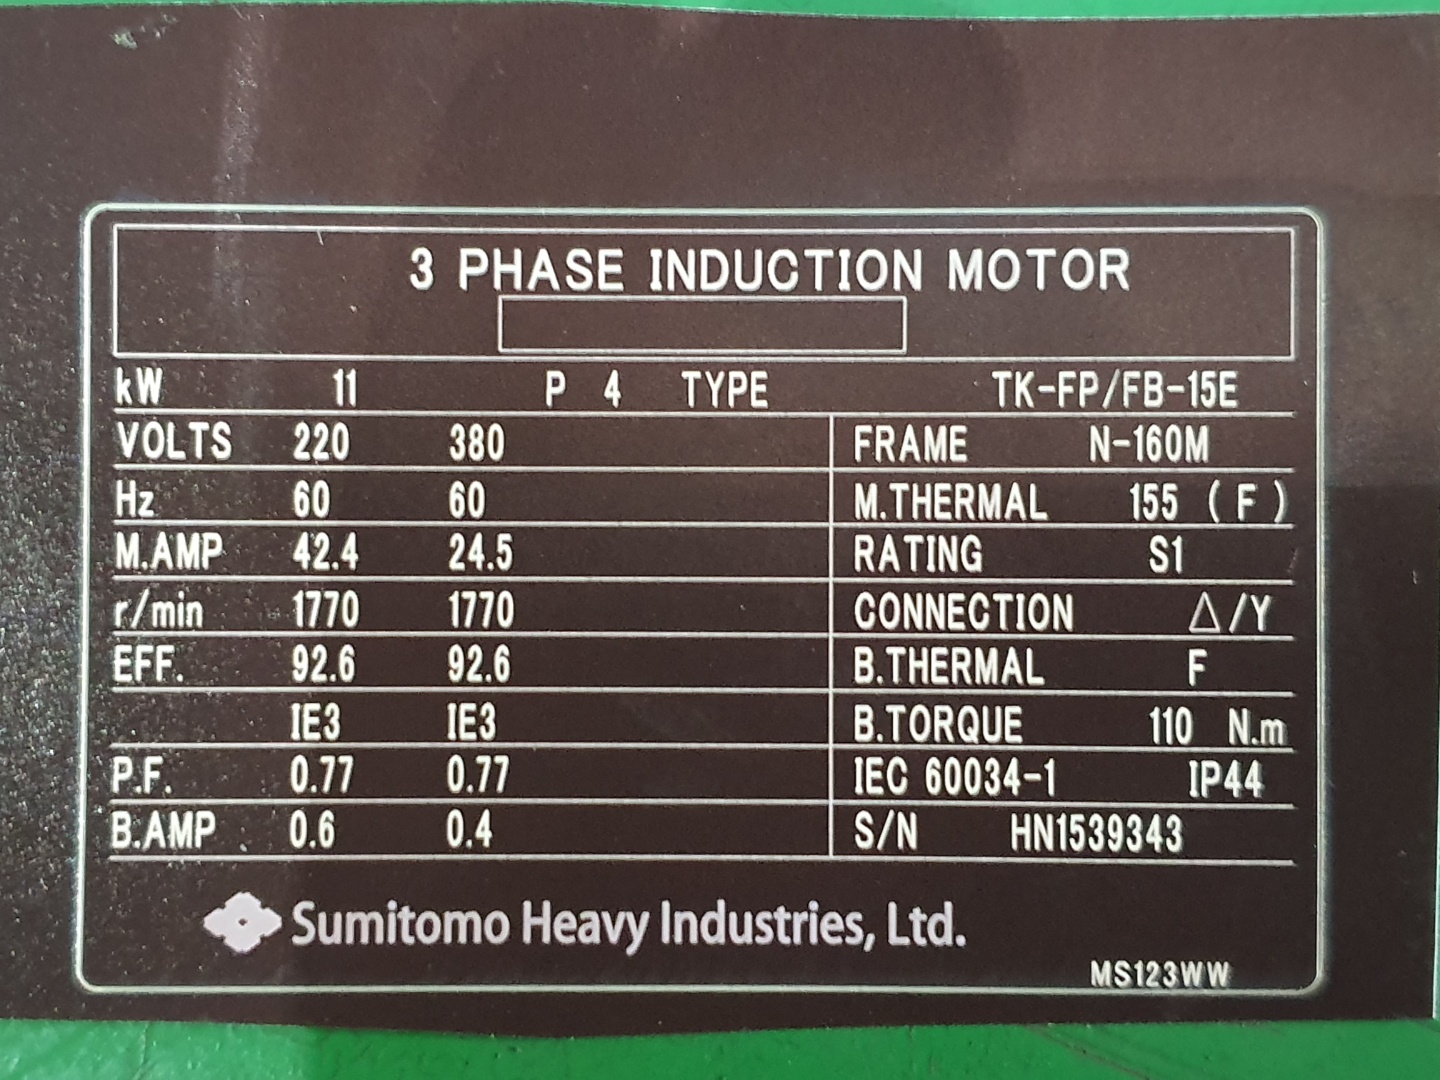 3 PHASE INDUCTION MOTOR
kW 11 P 4 TYPE TK-FP/FB-15E
VOLTS 220 380 FRAME N-160M
Hz 60 60 M.THERMAL 155 ( F )
M.AMP 42.4 24.5 RATING S1
r/min 1770 1770 CONNECTION △/Y
EFF. 92.6 92.6 B.THERMAL F
IE3 IE3 B.TORQUE 110 N.m
P.F. 0.77 0.77 IEC 60034-1 IP44
B.AMP 0.6 0.4 S/N HN1539343
Sumitomo Heavy Industries, Ltd.
MS123WW